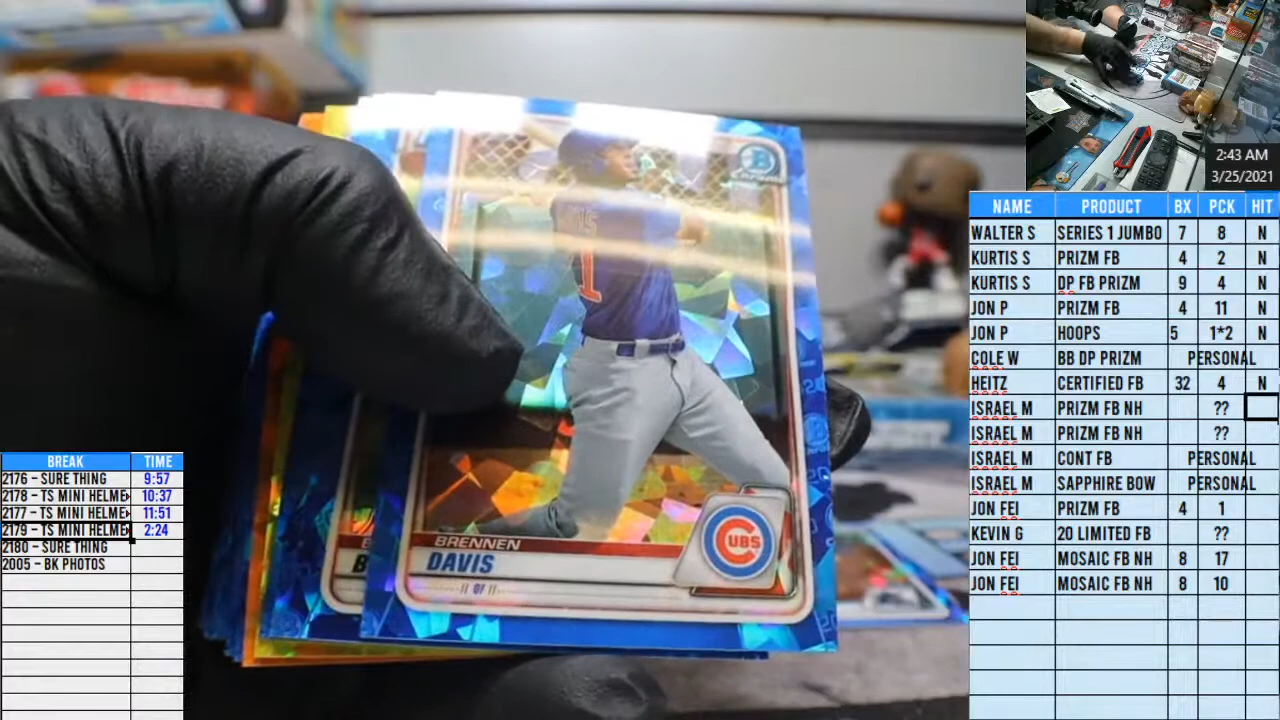 2:43 AM
3/25/2021
NAME PRODUCT BX PCK HIT
WALTER S SERIES 1 JUMBO 7 8 N
KURTIS S PRIZM FB 4 2 N
KURTIS S DP FB PRIZM 9 4 N
JON P PRIZM FB 4 11 N
JON P HOOPS 5 1*2 N
COLE W BB DP PRIZM PERSONAL
HEITZ CERTIFIED FB 32 4 N
ISRAEL M PRIZM FB NH ??
ISRAEL M PRIZM FB NH ??
ISRAEL M CONT FB PERSONAL
ISRAEL M SAPPHIRE BOW PERSONAL
JON FEI PRIZM FB 4 1
KEVIN G 20 LIMITED FB ??
JON FEI MOSAIC FB NH 8 17
JON FEI MOSAIC FB NH 8 10
BREAK TIME
2176 – SURE THING 9:57
2178 – TS MINI HELME 10:37
2177 – TS MINI HELME 11:51
2179 – TS MINI HELME 2:24
2180 – SURE THING
2005 – BK PHOTOS
B
1
BRENNEN
DAVIS
CUBS